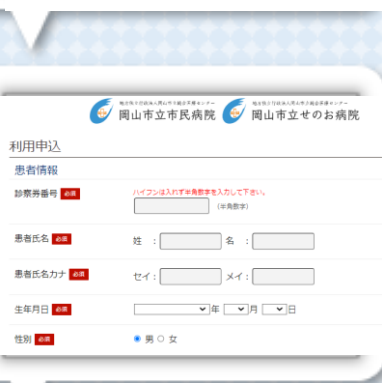 岡山市立市民病院 岡山市立せのお病院
利用申込
患者情報
診察券番号 必須
ハイフンは入れず半角数字を入力して下さい。
(半角数字)
患者氏名 必須 姓 : 名 :
患者氏名カナ 必須 セイ : メイ :
生年月日 必須 年 月 日
性別 必須 男 女